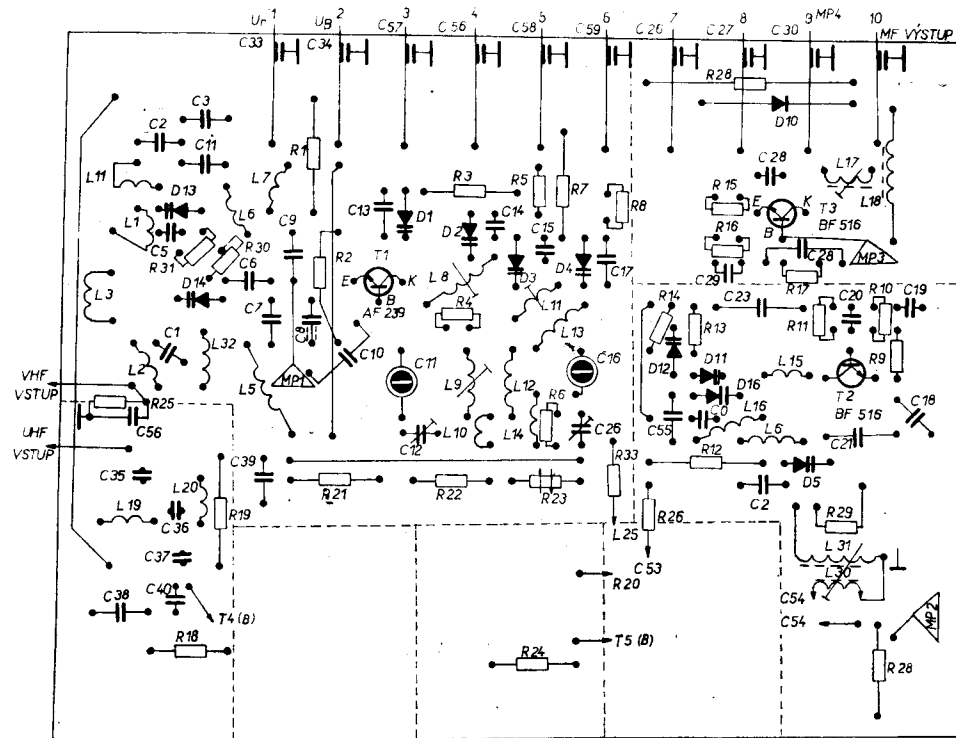 Ur 1 UB 2 3 4 5 6 7 8 9 MP4 10
C33 C34 C57 C56 C58 C59 C26 C27 C30 MF VÝSTUP
R28
D10
C3
C2
C11
R1
L11
L7
D13
L6
L1
C5
R30
R31
C9
C6
D14
L3
C7
C8
R2
C13
D1
R3
D2
C14
R5
R7
R8
C15
D3
D4
C17
T1
E K
B
AF 239
L8
R4
L11
L13
C28
L17
L18
R15
E K
B
T3
BF 516
R16
C28
MP3
C29
R17
C1
L2
L32
L5
MP1
C10
C11
L9
L12
C16
R6
C12
L10
L14
C26
R14
R13
C23
R11
C20
R10
C19
D12
D11
D16
L15
R9
T2
BF 516
C0
L16
C55
L6
C21
C18
VHF
VSTUP
R25
C56
UHF
VSTUP
C35
L20
L19
C36
R19
C39
R21
R22
R23
R33
R12
D5
C2
C37
C40
C38
T4 (B)
R18
L25
R26
C53
R29
L31
L30
C54
C54
R20
T5 (B)
R24
MP2
R28